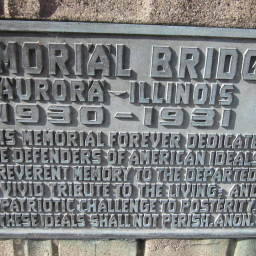 MORIAL BRIDG
AURORA-ILLINOIS
1930-1931
IS MEMORIAL FOREVER DEDICAT
E DEFENDERS OF AMERICAN IDEALS
REVERENT MEMORY TO THE DEPARTED
VIVID TRIBUTE TO THE LIVING AND
PATRIOTIC CHALLENGE TO POSTERITY
THESE IDEALS SHALL NOT PERISH. ANON.